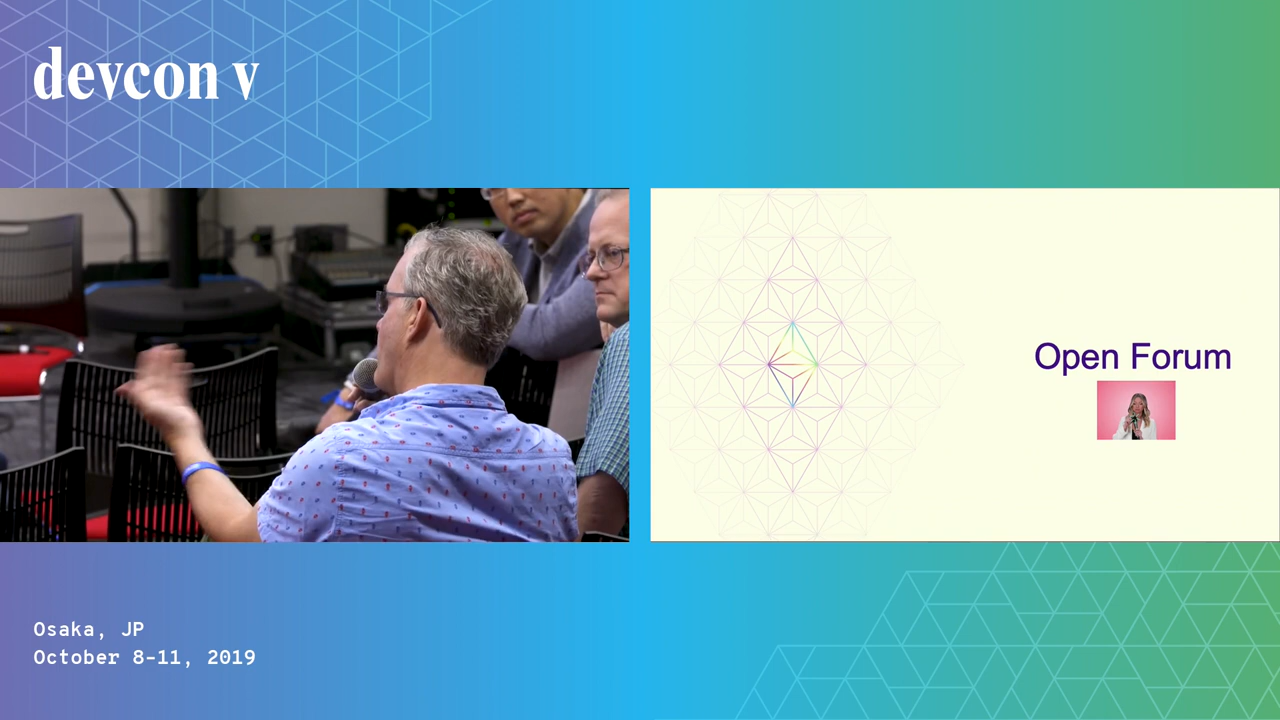 devcon v
Open Forum
Osaka, JP
October 8-11, 2019